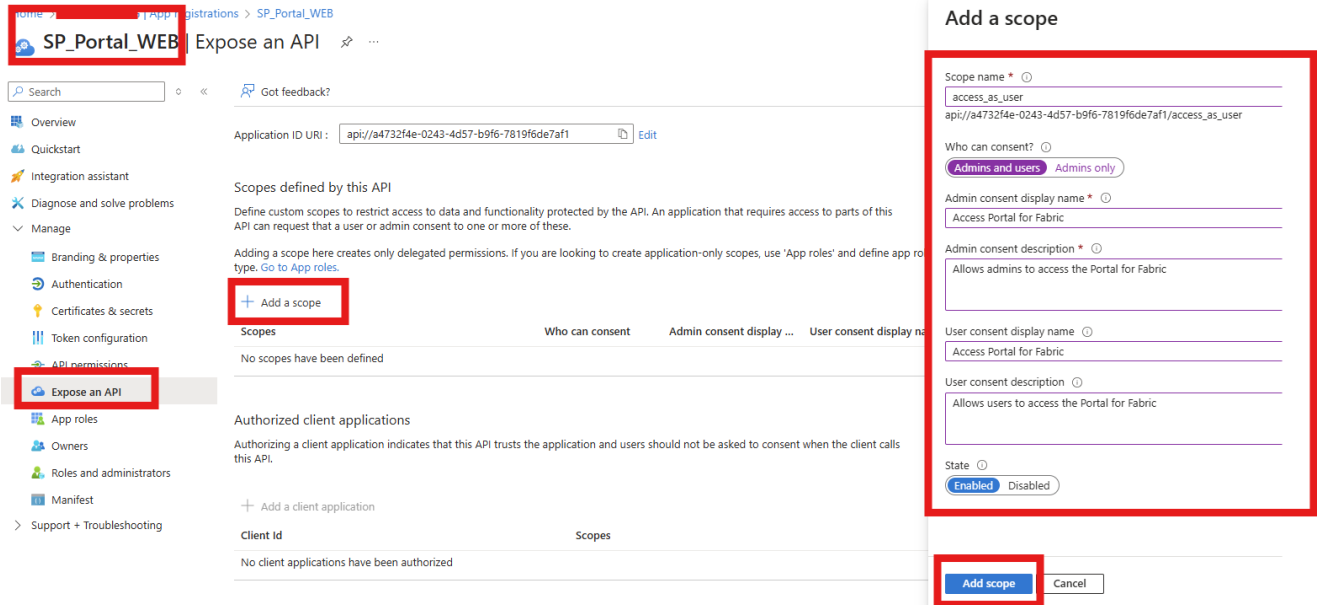 Home > | App registrations > SP_Portal_WEB
SP_Portal_WEB | Expose an API
Search
Overview
Quickstart
Integration assistant
Diagnose and solve problems
Manage
Branding & properties
Authentication
Certificates & secrets
Token configuration
API permissions
Expose an API
App roles
Owners
Roles and administrators
Manifest
Support + Troubleshooting
Got feedback?
Application ID URI : api://a4732f4e-0243-4d57-b9f6-7819f6de7af1 Edit
Scopes defined by this API
Define custom scopes to restrict access to data and functionality protected by the API. An application that requires access to parts of this
API can request that a user or admin consent to one or more of these.
Adding a scope here creates only delegated permissions. If you are looking to create application-only scopes, use 'App roles' and define app ro
type. Go to App roles.
Add a scope
Scopes Who can consent Admin consent display ... User consent display na
No scopes have been defined
Authorized client applications
Authorizing a client application indicates that this API trusts the application and users should not be asked to consent when the client calls
this API.
Add a client application
Client Id Scopes
No client applications have been authorized
Add a scope
Scope name *
access_as_user
api://a4732f4e-0243-4d57-b9f6-7819f6de7af1/access_as_user
Who can consent?
Admins and users Admins only
Admin consent display name *
Access Portal for Fabric
Admin consent description *
Allows admins to access the Portal for Fabric
User consent display name
Access Portal for Fabric
User consent description
Allows users to access the Portal for Fabric
State
Enabled Disabled
Add scope Cancel